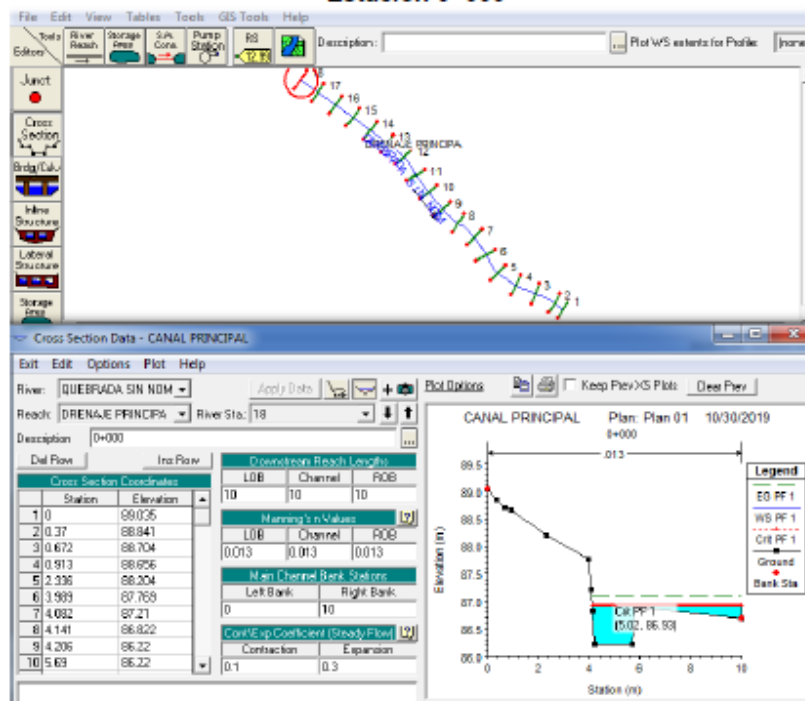 File Edit View Tables Tools GIS Tools Help
Tools
Editors
River Reach
Storage Area
S.A. Conn.
Pump Station
RS
Description:
...
Plot WS extents for Profile:
Junct.
Cross Section
Brdg/Culv
Inline Structure
Lateral Structure
Storage Area
17
16
15
14
13
DRENAJE PRINCIPA
12
11
10
9
8
7
6
5
4
3
2
1
Cross Section Data - CANAL PRINCIPAL
Exit Edit Options Plot Help
River: QUEBRADA SIN NOM
Apply Data
Plot Options
Keep Prev XS Plots
Clear Prev
Reach: DRENAJE PRINCIPA
River Sta.: 18
Description 0+000
...
Del Row
Ins Row
Cross Section Coordinates
Station Elevation
1 0 89.035
2 0.37 88.841
3 0.672 88.704
4 0.913 88.656
5 2.336 88.204
6 3.989 87.769
7 4.082 87.21
8 4.141 86.822
9 4.206 86.22
10 5.69 86.22
Downstream Reach Lengths
LOB Channel ROB
10 10 10
Manning's n Values
LOB Channel ROB
0.013 0.013 0.013
Main Channel Bank Stations
Left Bank Right Bank
0 10
Cont\Exp Coefficient (Steady Flow)
Contraction Expansion
0.1 0.3
CANAL PRINCIPAL Plan: Plan 01 10/30/2019
0+000
.013
89.5
89.0
88.5
88.0
87.5
87.0
86.5
86.0
Elevation (m)
0 2 4 6 8 10
Station (m)
Crit PF 1
(5.02, 86.93)
Legend
EG PF 1
WS PF 1
Crit PF 1
Ground
Bank Sta